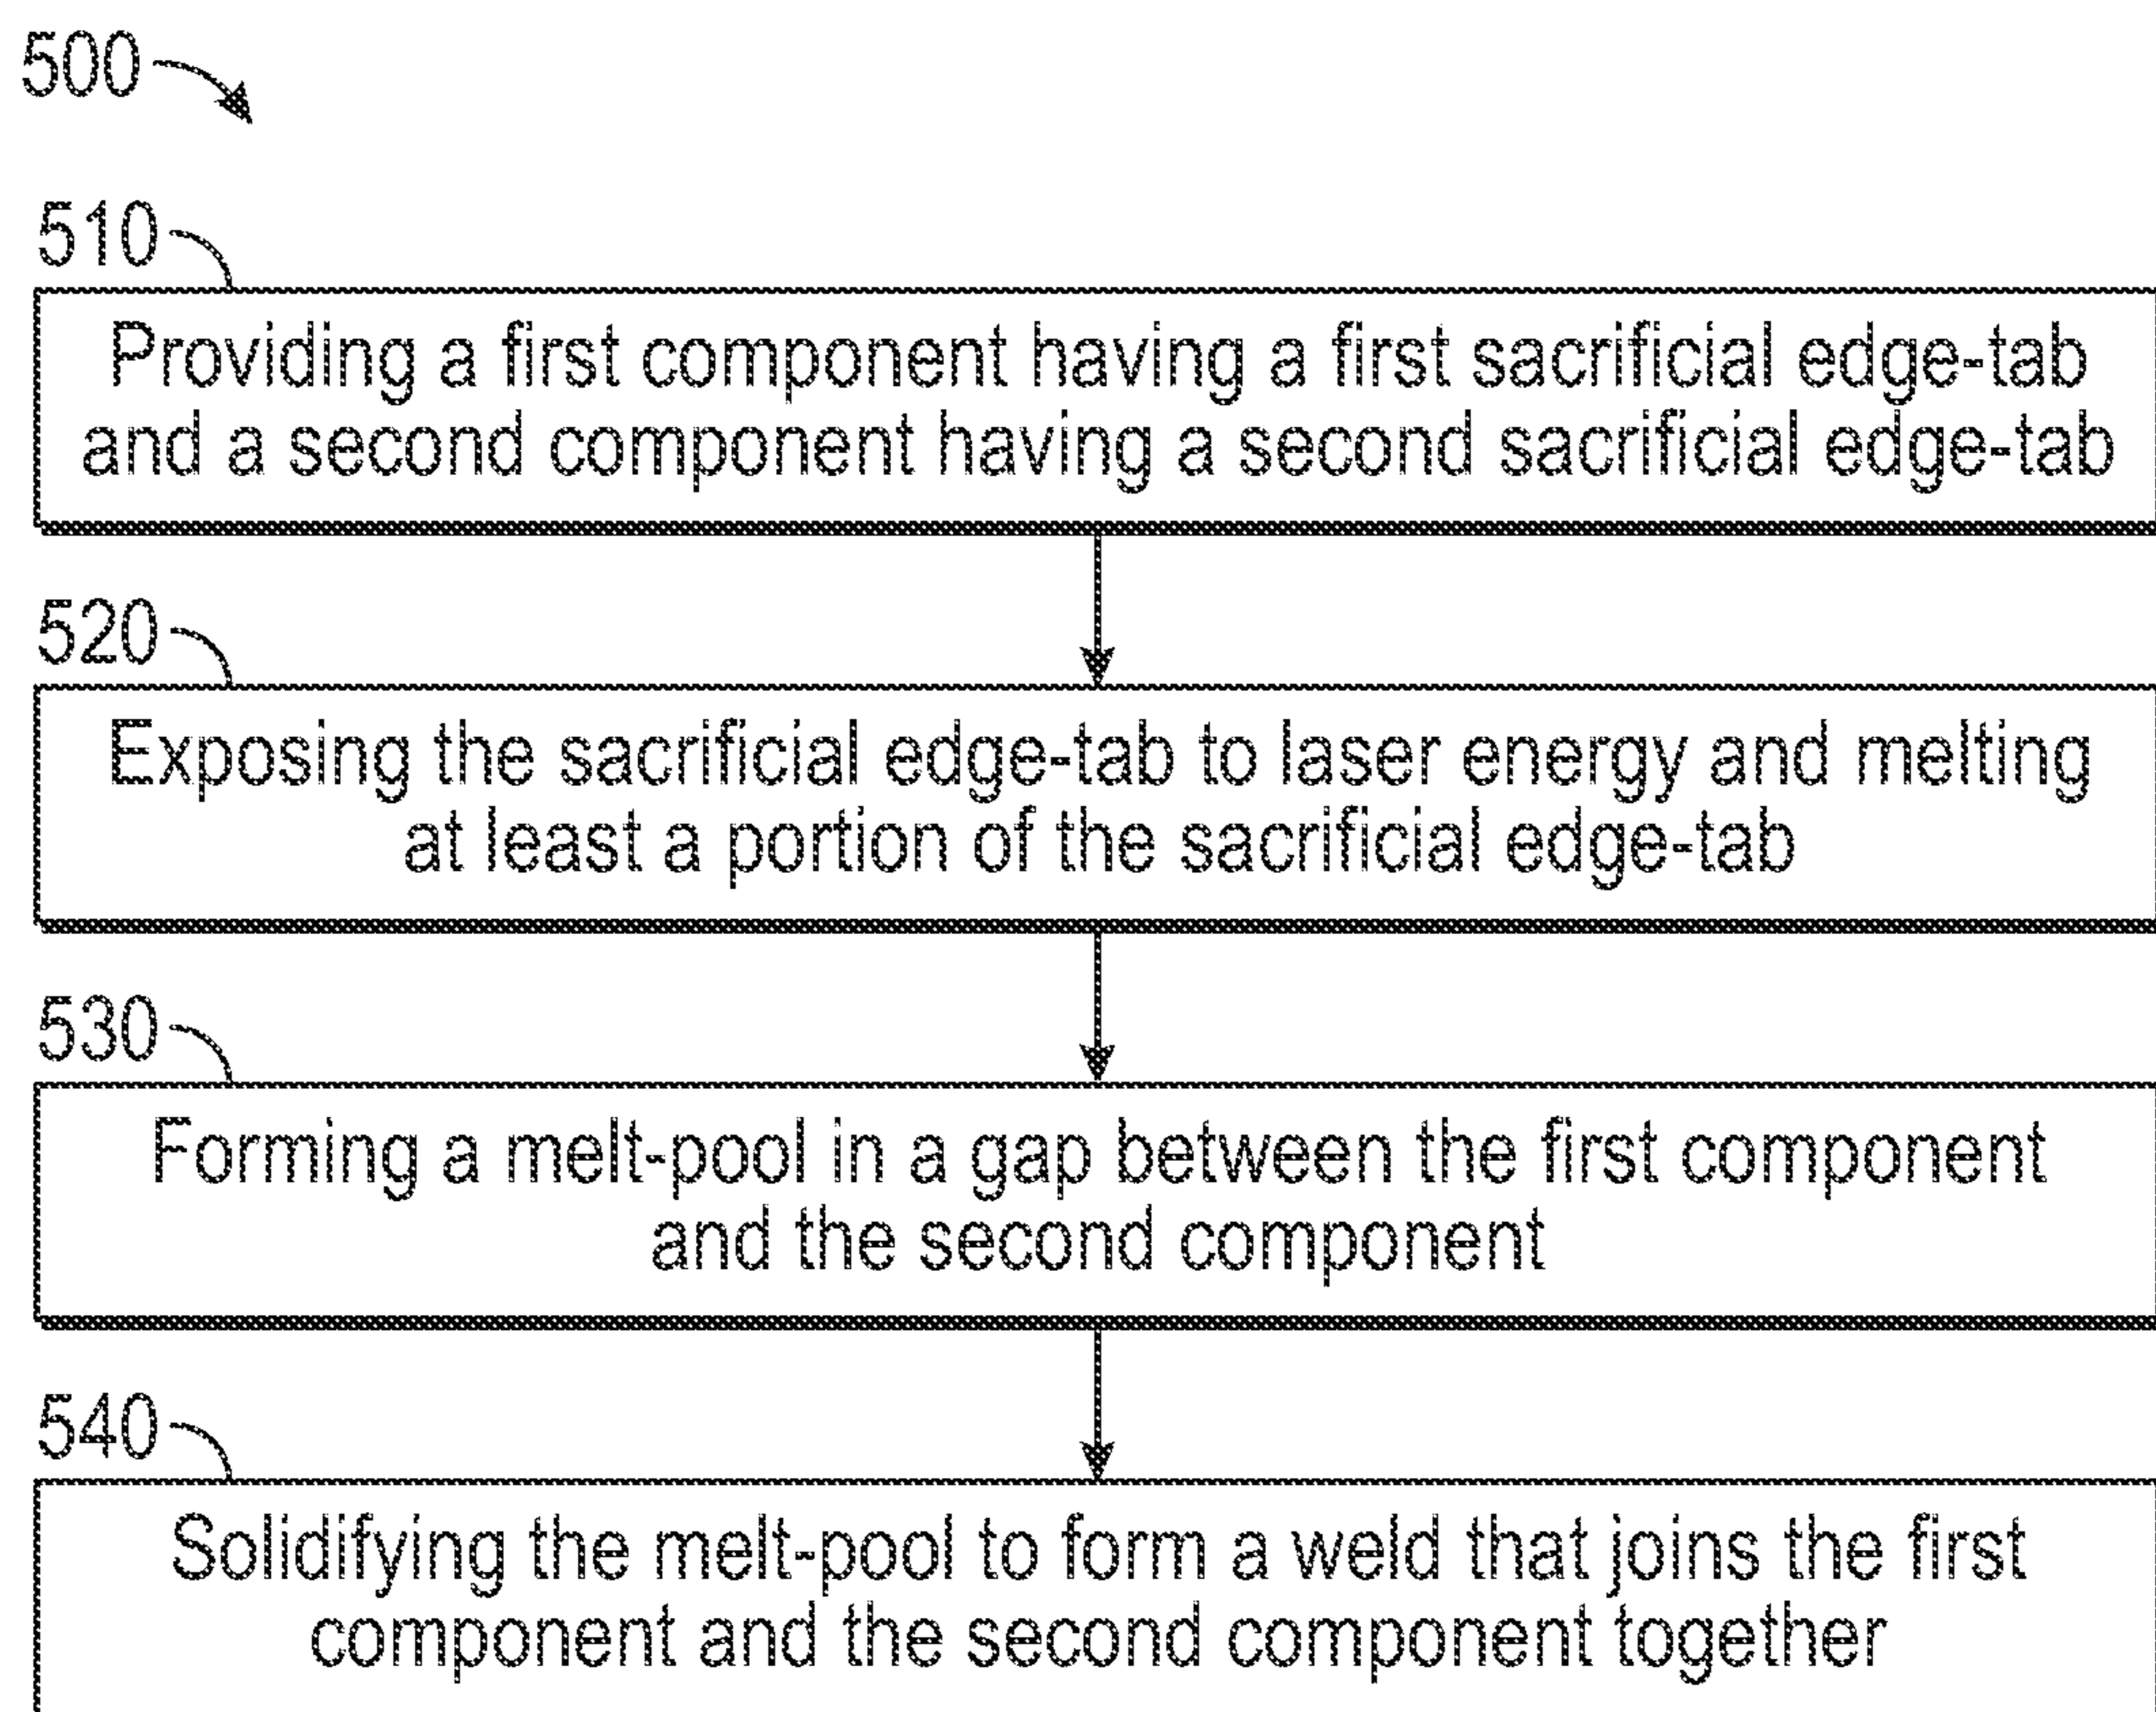 500
510
Providing a first component having a first sacrificial edge-tab
and a second component having a second sacrificial edge-tab
520
Exposing the sacrificial edge-tab to laser energy and melting
at least a portion of the sacrificial edge-tab
530
Forming a melt-pool in a gap between the first component
and the second component
540
Solidifying the melt-pool to form a weld that joins the first
component and the second component together